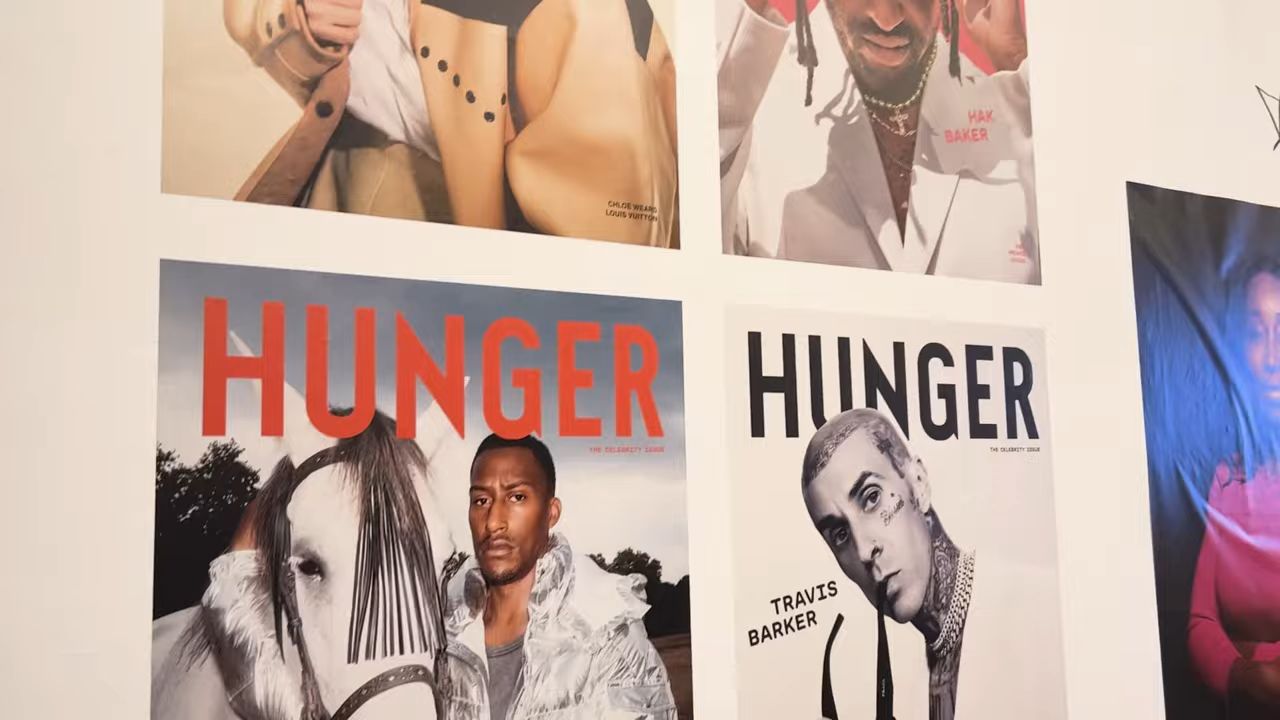 CHLOE WEARS
LOUIS VUITTON
HAK
BAKER
HUNGER
THE CELEBRITY ISSUE
HUNGER
THE CELEBRITY ISSUE
TRAVIS
BARKER